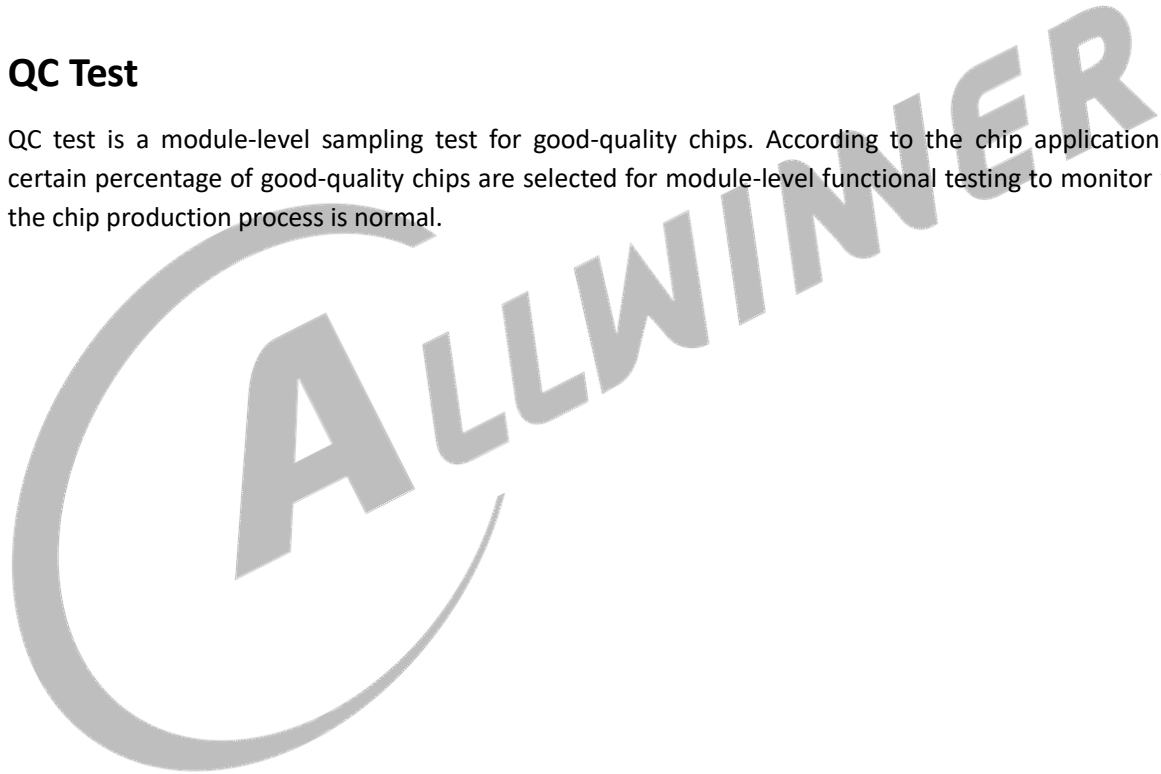 QC Test
QC test is a module-level sampling test for good-quality chips. According to the chip application
certain percentage of good-quality chips are selected for module-level functional testing to monitor
the chip production process is normal.
ALLWINNER